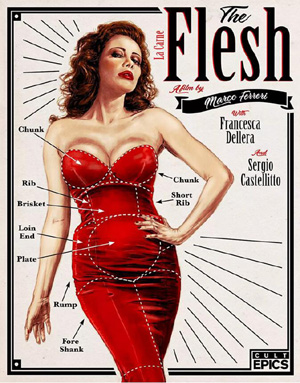 The
La Carne
Flesh
A film by
Marco Ferreri
With
Francesca
Dellera
And
Sergio
Castellitto
Chunk
Chunk
Rib
Short
Rib
Brisket
Loin
End
Plate
Rump
Fore
Shank
CULT
EPICS